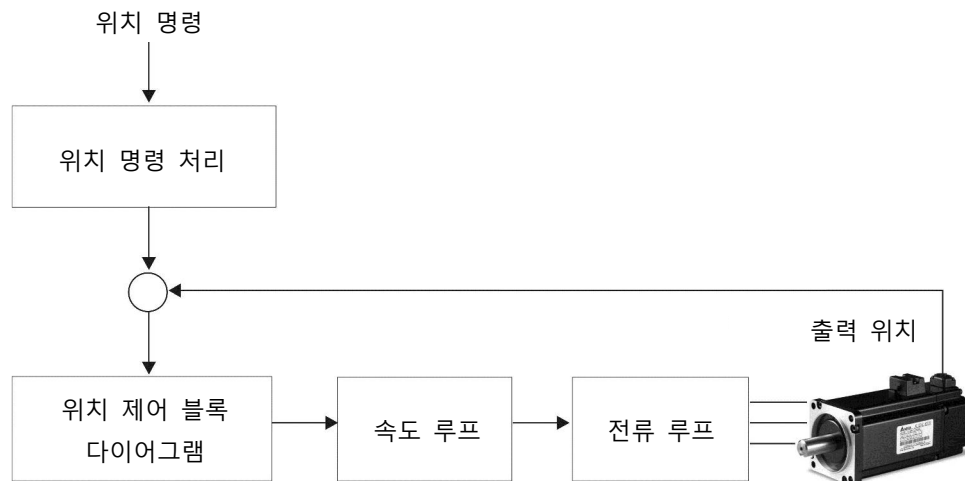 위치 명령
위치 명령 처리
출력 위치
위치 제어 블록
다이어그램
속도 루프
전류 루프